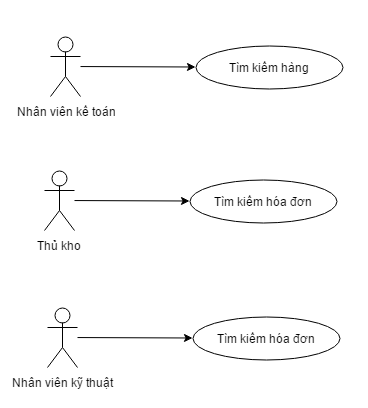 Tìm kiếm hàng
Nhân viên kế toán
Tìm kiếm hóa đơn
Thủ kho
Tìm kiếm hóa đơn
Nhân viên kỹ thuật